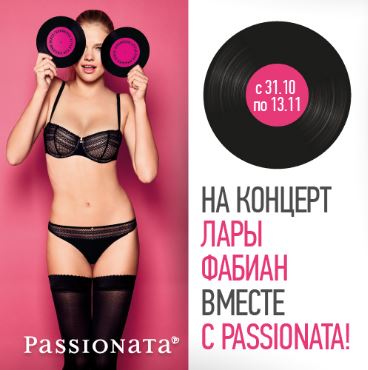 с 31.10
по 13.11
НА КОНЦЕРТ
ЛАРЫ
ФАБИАН
ВМЕСТЕ
С PASSIONATA!
PASSIONATA